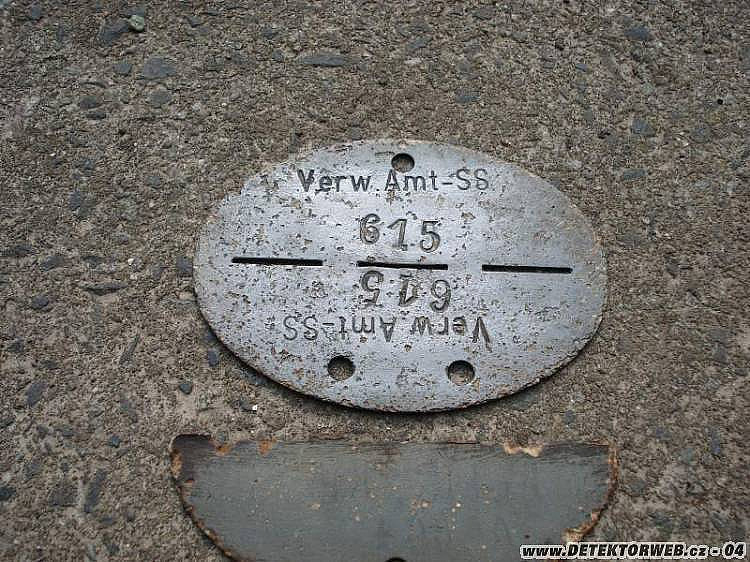 Verw Amt-SS
615
615
Verw Amt-SS
www.DETEKTORWEB.cz - 04